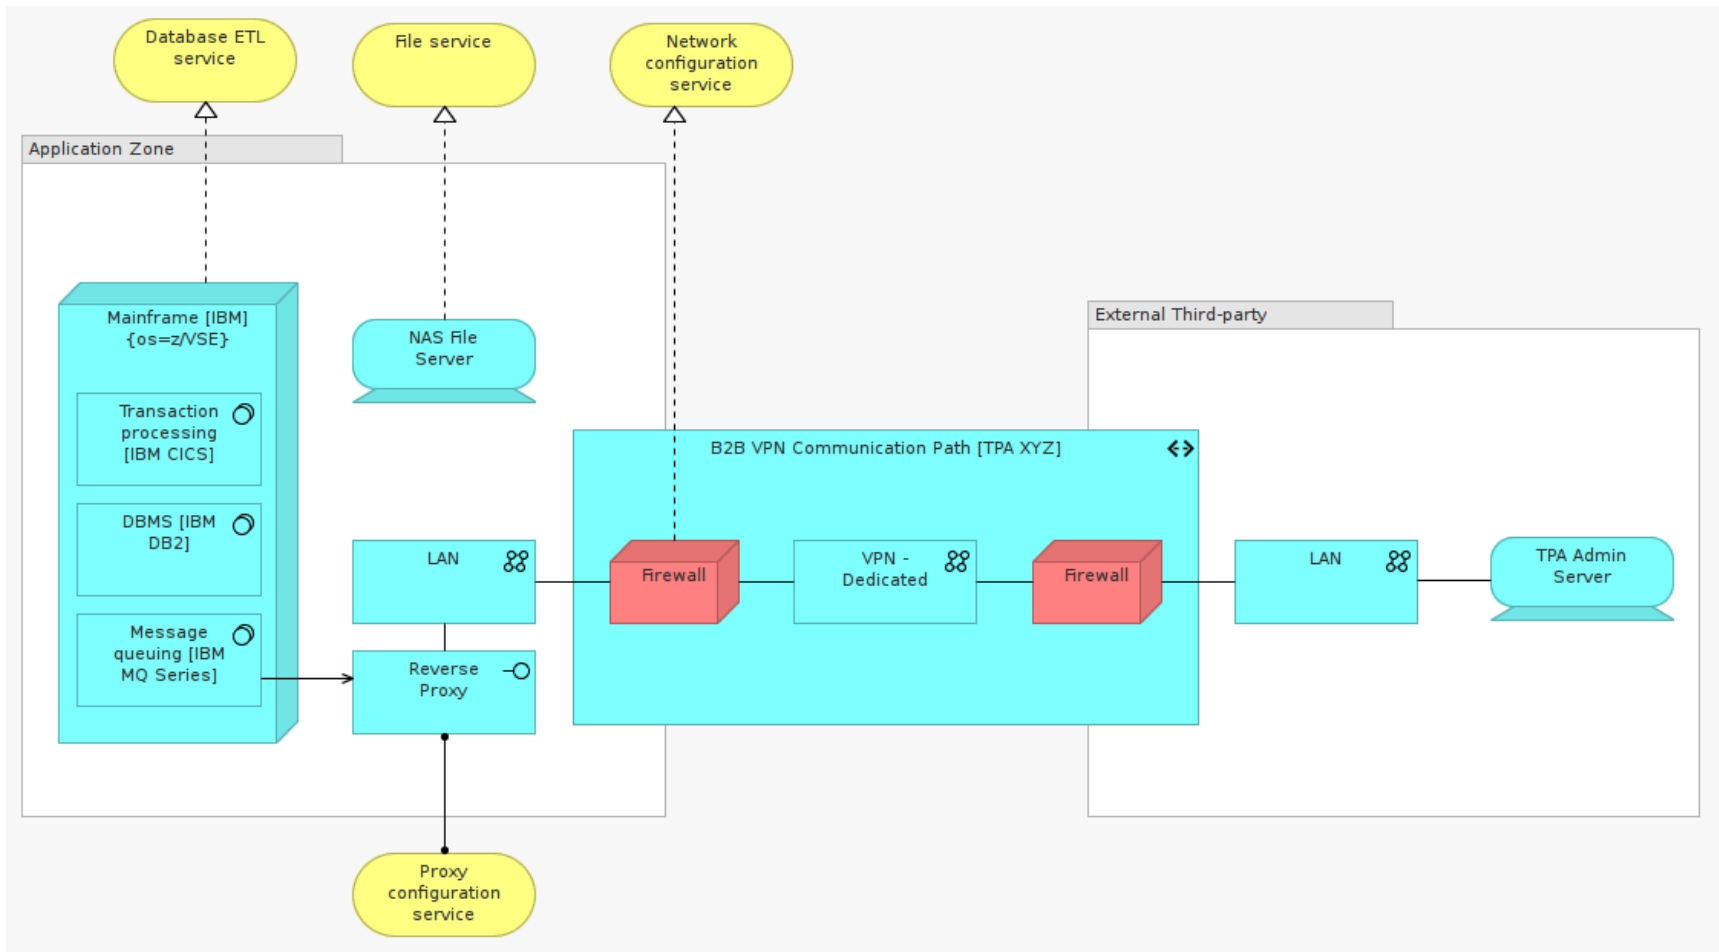 Database ETL
service
File service
Network
configuration
service
Application Zone
Mainframe [IBM]
{os=z/VSE}
Transaction
processing
[IBM CICS]
DBMS [IBM
DB2]
Message
queuing [IBM
MQ Series]
NAS File
Server
LAN
Reverse
Proxy
Proxy
configuration
service
B2B VPN Communication Path [TPA XYZ]
Firewall
VPN -
Dedicated
Firewall
External Third-party
LAN
TPA Admin
Server